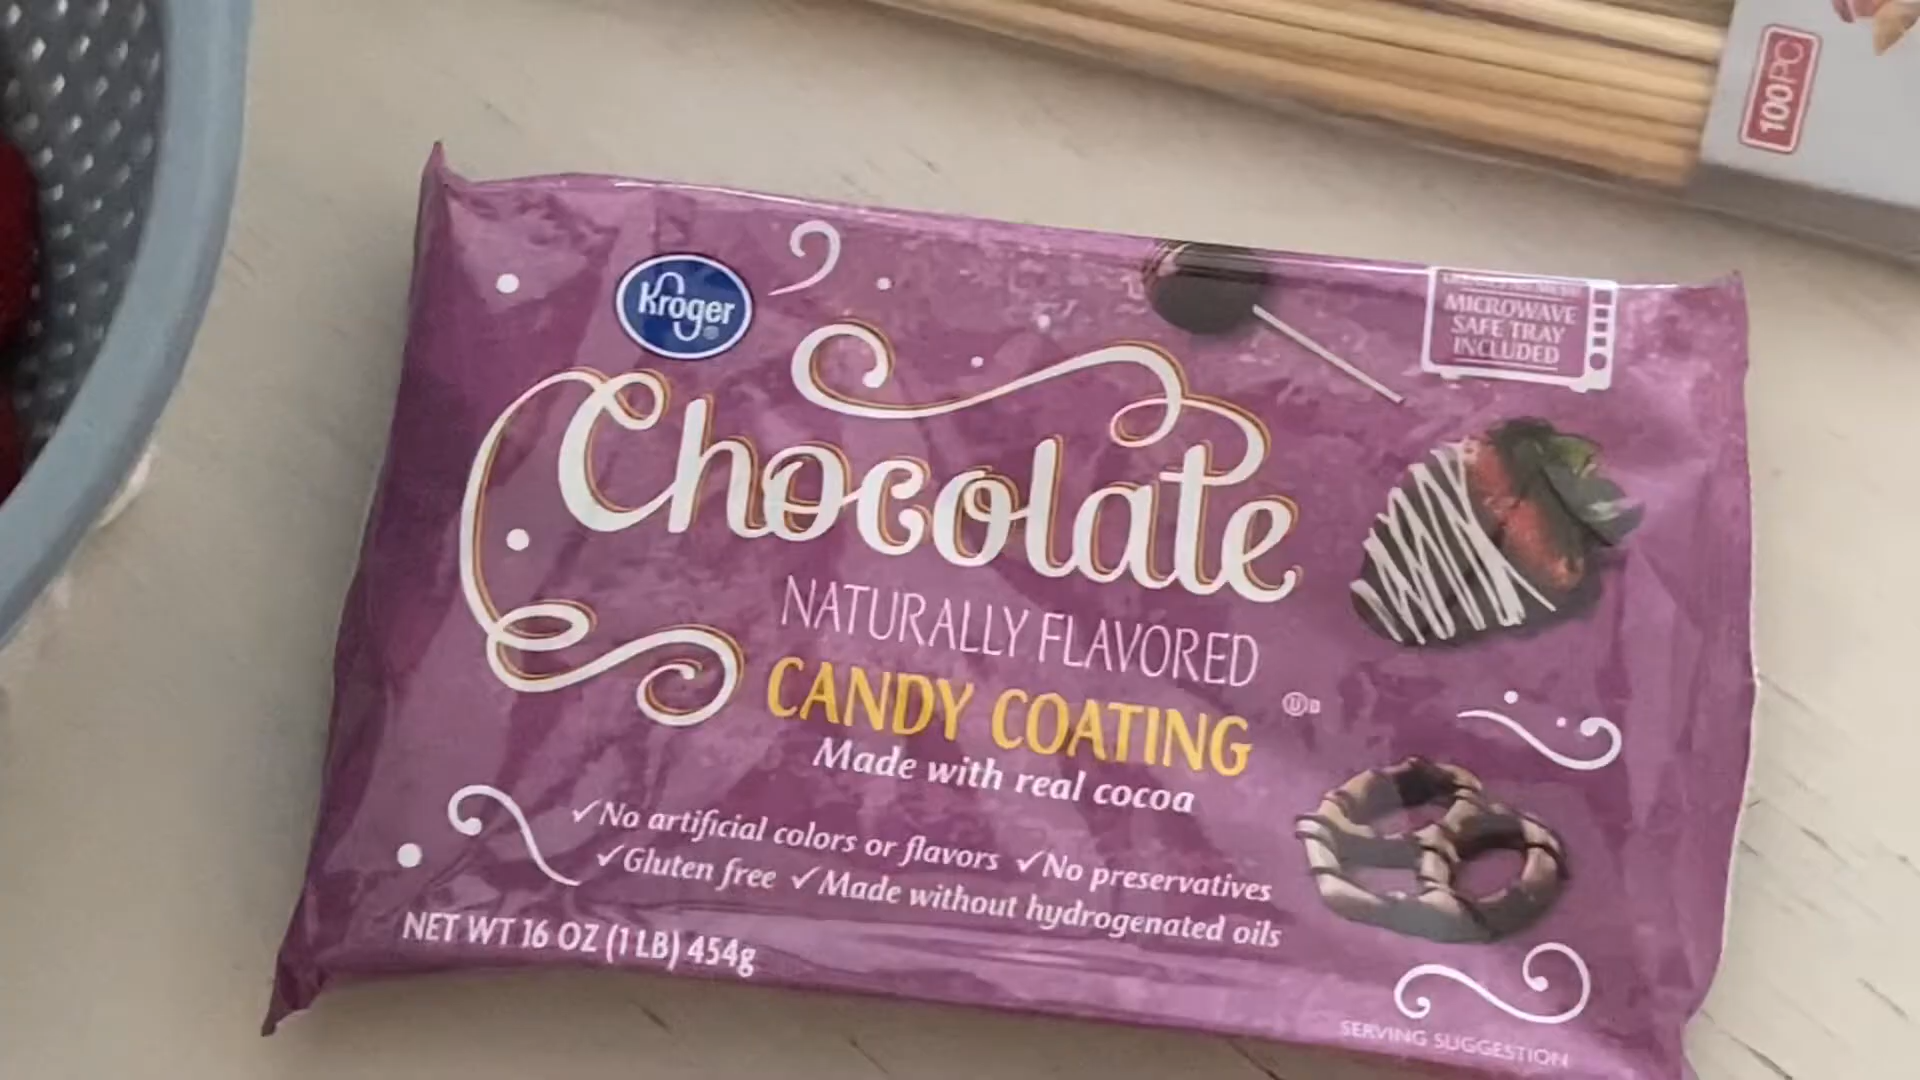 100PC
Kroger
MICROWAVE
SAFE TRAY
INCLUDED
Chocolate
NATURALLY FLAVORED
CANDY COATING
U D
Made with real cocoa
✓No artificial colors or flavors ✓No preservatives
✓Gluten free ✓Made without hydrogenated oils
NET WT 16 OZ (1 LB) 454g
SERVING SUGGESTION